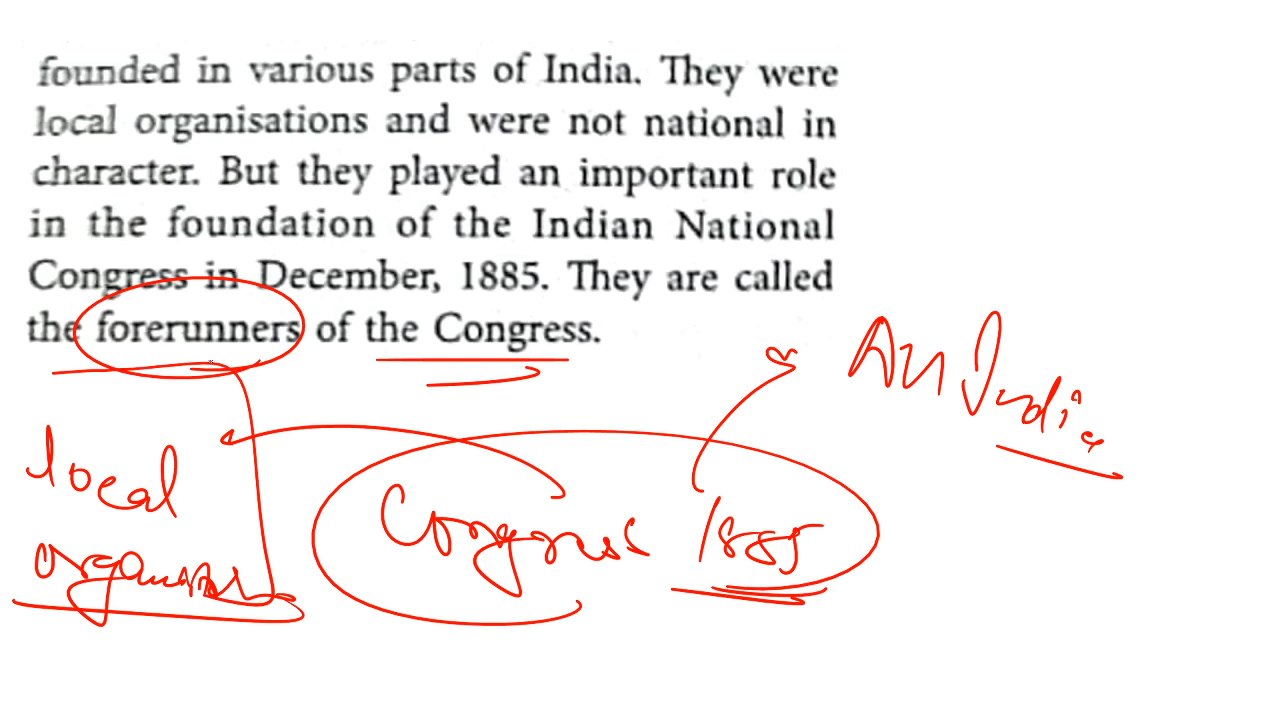 founded in various parts of India. They were
local organisations and were not national in
character. But they played an important role
in the foundation of the Indian National
Congress in December, 1885. They are called
the forerunners of the Congress.
All India
local
Congress 1885